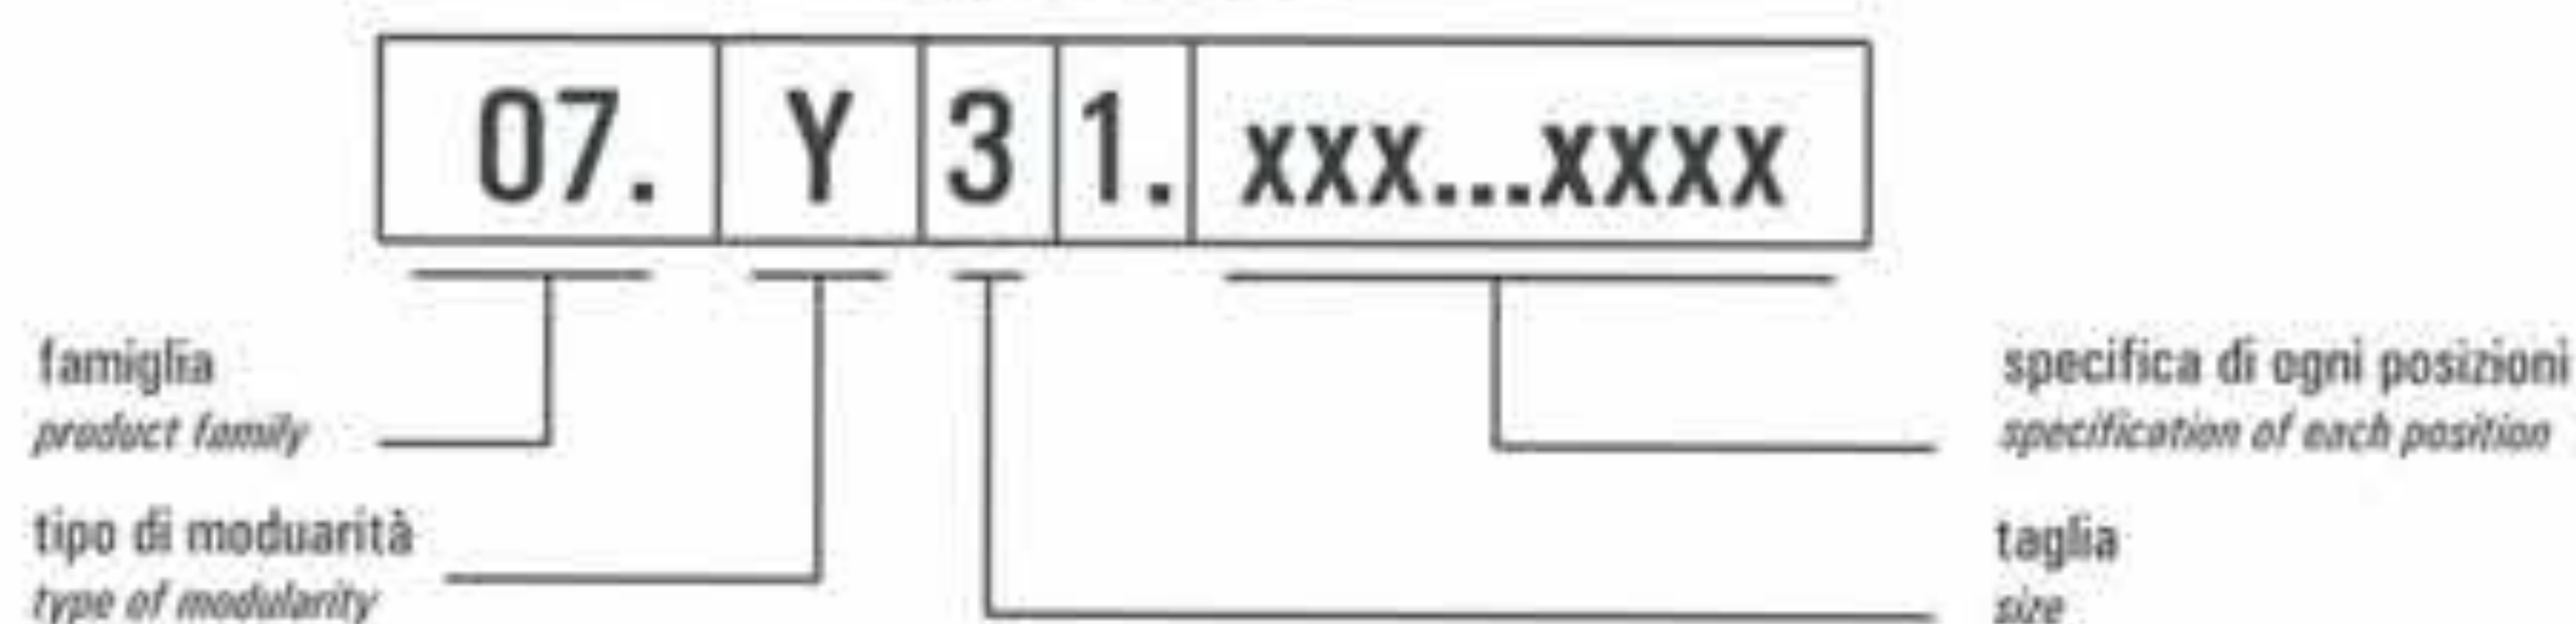 07. Y 3 1. xxx...xxxx
famiglia
product family
tipo di moduarità
type of modularity
specifica di ogni posizioni
specification of each position
taglia
size